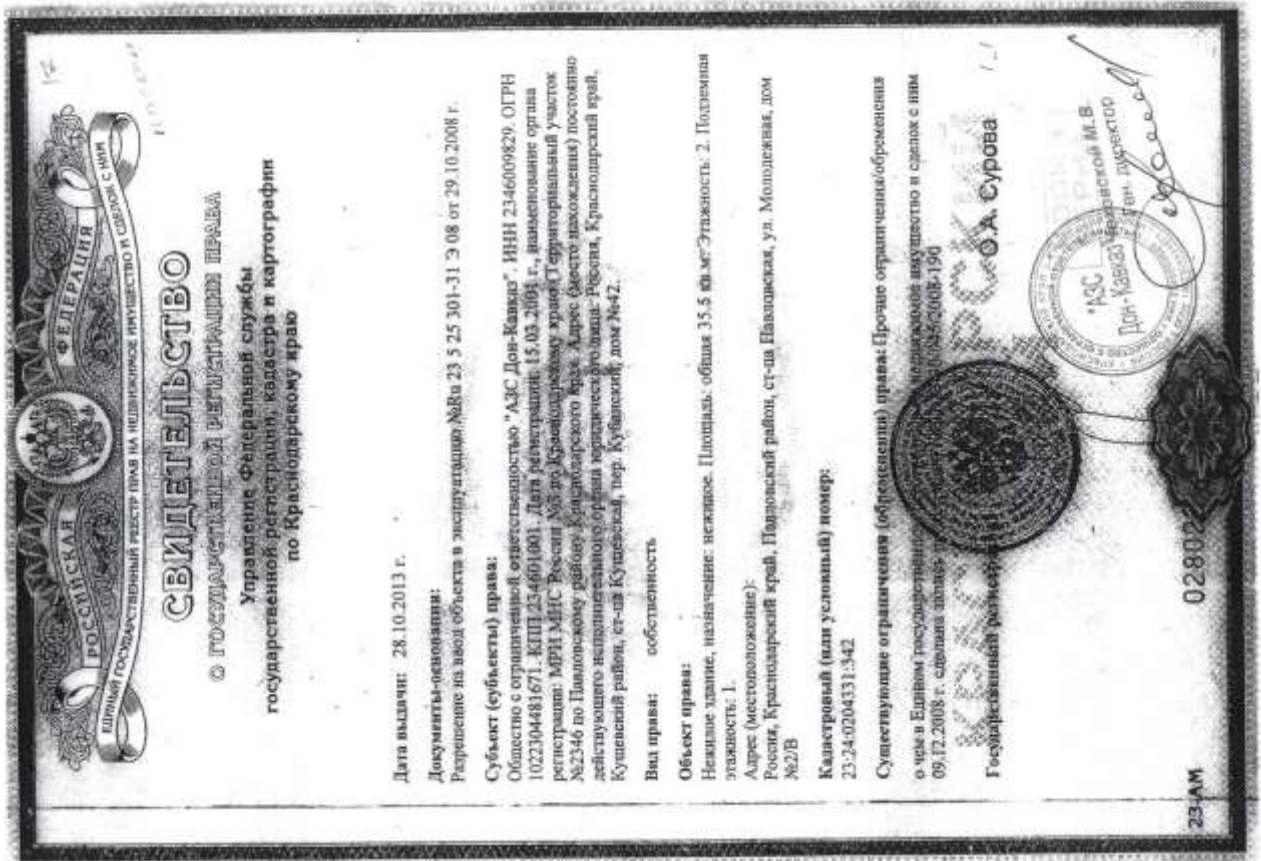 РОССИЙСКАЯ ФЕДЕРАЦИЯ
ЕДИНЫЙ ГОСУДАРСТВЕННЫЙ РЕЕСТР ПРАВ НА НЕДВИЖИМОЕ ИМУЩЕСТВО И СДЕЛОК С НИМ
СВИДЕТЕЛЬСТВО
О ГОСУДАРСТВЕННОЙ РЕГИСТРАЦИИ ПРАВА
Управление Федеральной службы
государственной регистрации, кадастра и картографии
по Краснодарскому краю
Дата выдачи: 28.10.2013 г.
Документы-основания:
Разрешение на ввод объекта в эксплуатацию №Ru 23 5 25 301-31 Э 08 от 29.10.2008 г.
Субъект (субъекты) права:
Общество с ограниченной ответственностью "АЗС Дон-Кавказ". ИНН 2346009829. ОГРН
1022304481671. КПП 234601001. Дата регистрации: 15.03.2001 г., наименование органа
регистрации: МРИ МНС России №5 по Краснодарскому краю (Территориальный участок
№2346 по Павловскому району Краснодарского края. Адрес (место нахождения) постоянно
действующего исполнительного органа юридического лица: Россия, Краснодарский край,
Кущевский район, ст-ца Кущевская, пер. Кубанский, дом №42.
Вид права: собственность
Объект права:
Нежилое здание, назначение: нежилое. Площадь: общая 35.5 кв.м Этажность: 2. Подземная
этажность: 1.
Адрес (местоположение):
Россия, Краснодарский край, Павловский район, ст-ца Павловская, ул. Молодежная, дом
№2/В
Кадастровый (или условный) номер:
23:24:0204331:342
Существующие ограничения (обременения) права: Прочие ограничения/обременения
о чем в Едином государственном недвижимое имущество и сделок с ним
09.12.2008 г. сделана запись 045/2008-190
Государственный регистратор О.А. Сурова
"АЗС
Дон-Кавказ
М.В.
Ген. директор
23-АМ 02880